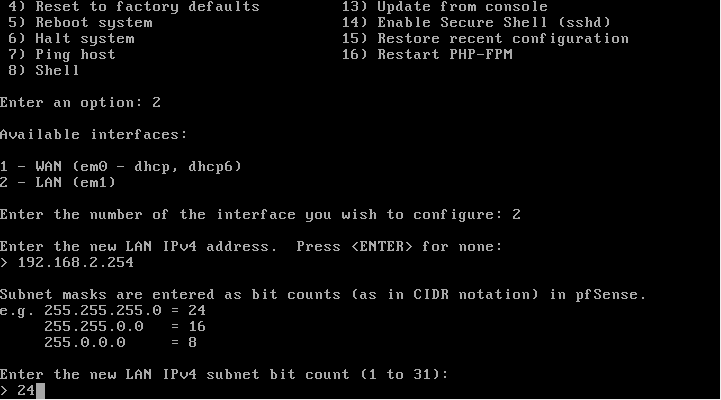 4) Reset to factory defaults 13) Update from console
5) Reboot system 14) Enable Secure Shell (sshd)
6) Halt system 15) Restore recent configuration
7) Ping host 16) Restart PHP-FPM
8) Shell
Enter an option: 2
Available interfaces:
1 - WAN (em0 - dhcp, dhcp6)
2 - LAN (em1)
Enter the number of the interface you wish to configure: 2
Enter the new LAN IPv4 address.  Press <ENTER> for none:
> 192.168.2.254
Subnet masks are entered as bit counts (as in CIDR notation) in pfSense.
e.g. 255.255.255.0 = 24
255.255.0.0   = 16
255.0.0.0     = 8
Enter the new LAN IPv4 subnet bit count (1 to 31):
> 24